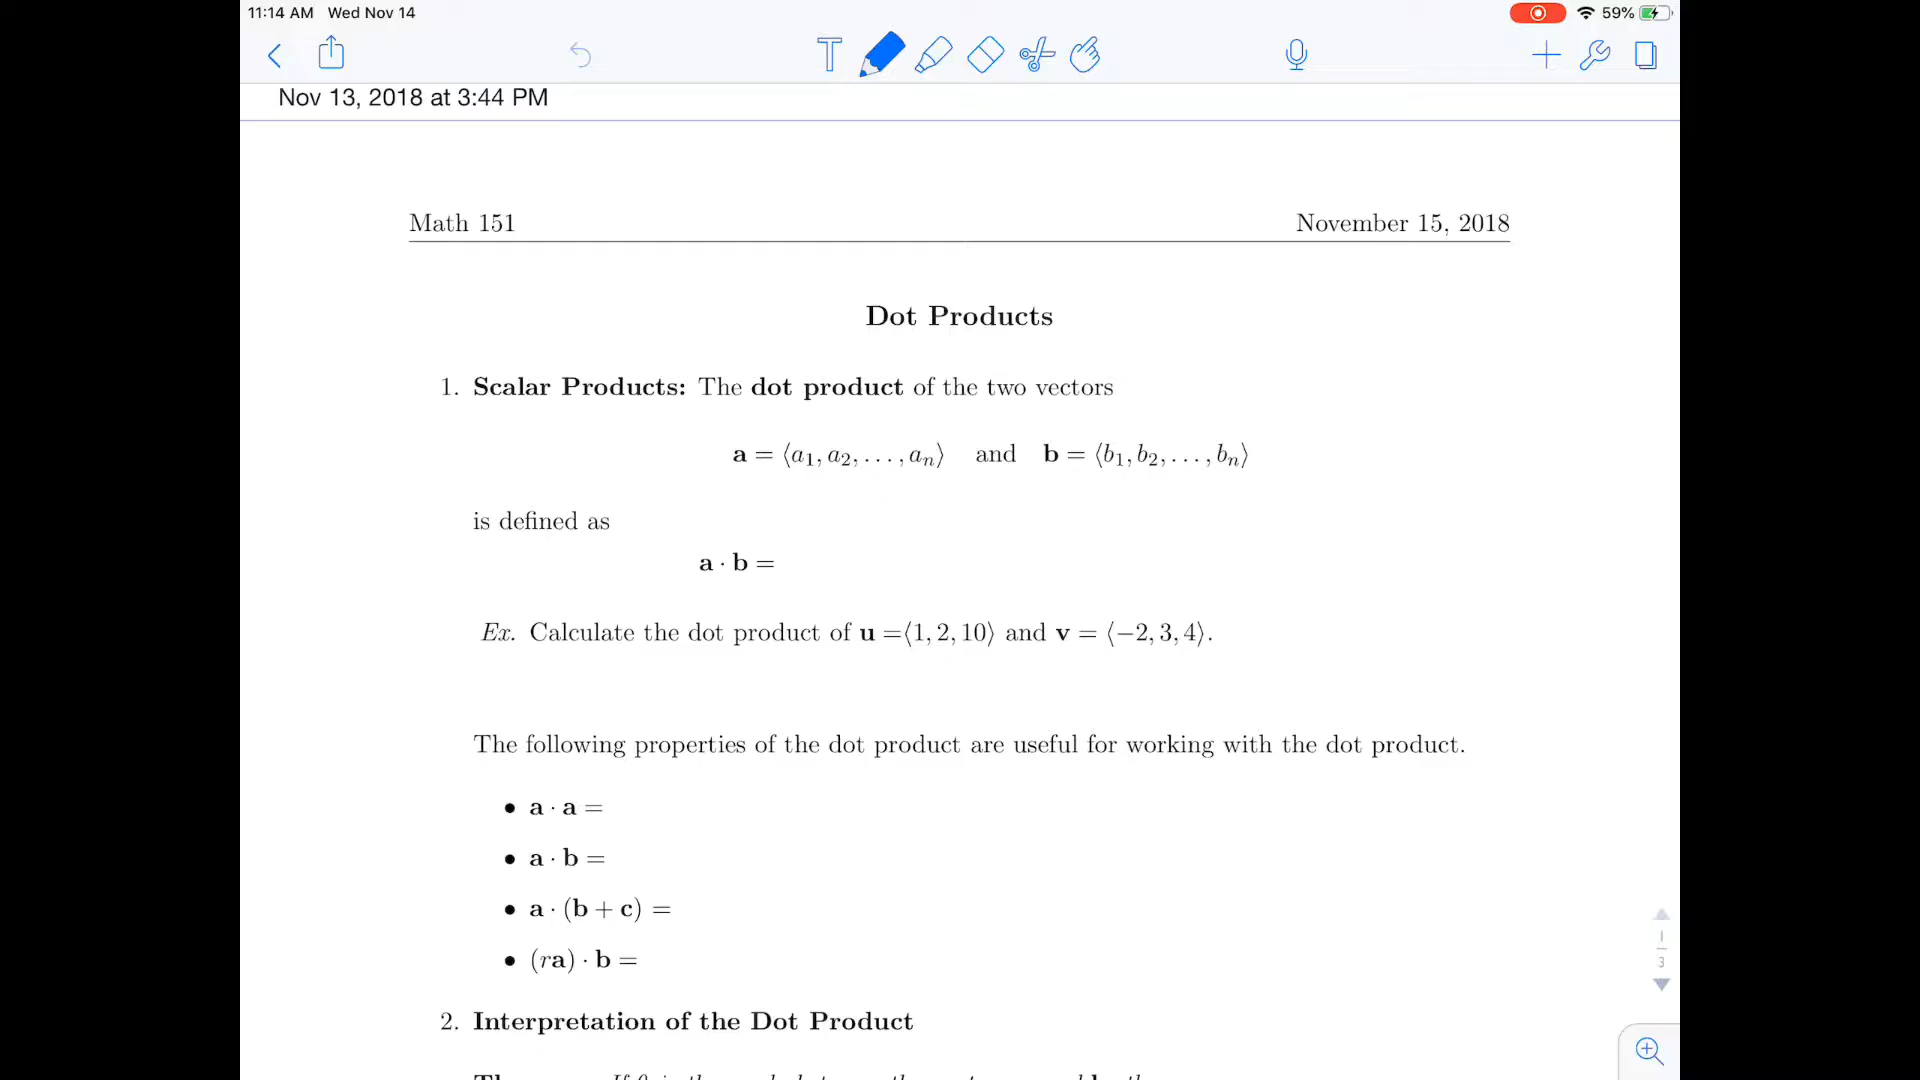 11:14 AM Wed Nov 14
59%
T
Nov 13, 2018 at 3:44 PM
Math 151 November 15, 2018
Dot Products
1. Scalar Products: The dot product of the two vectors
a = ⟨a₁, a₂, . . . , aₙ⟩ and b = ⟨b₁, b₂, . . . , bₙ⟩
is defined as
a · b =
Ex. Calculate the dot product of u =⟨1, 2, 10⟩ and v = ⟨−2, 3, 4⟩.
The following properties of the dot product are useful for working with the dot product.
• a · a =
• a · b =
• a · (b + c) =
• (ra) · b =
1
3
2. Interpretation of the Dot Product